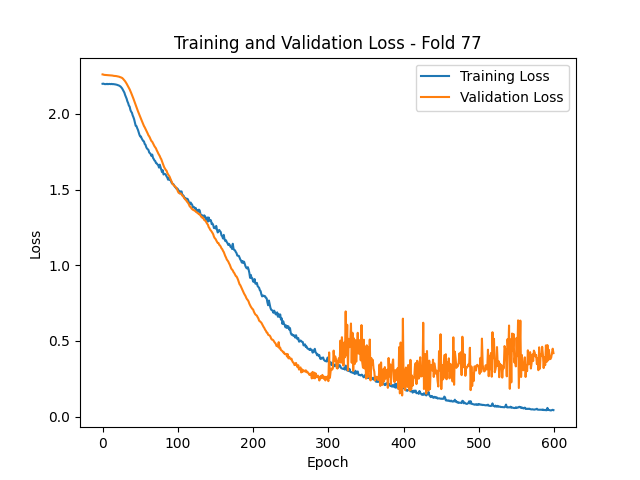 Training and Validation Loss - Fold 77
Training Loss
Validation Loss
2.0
1.5
1.0
0.5
0.0
Loss
0 100 200 300 400 500 600
Epoch